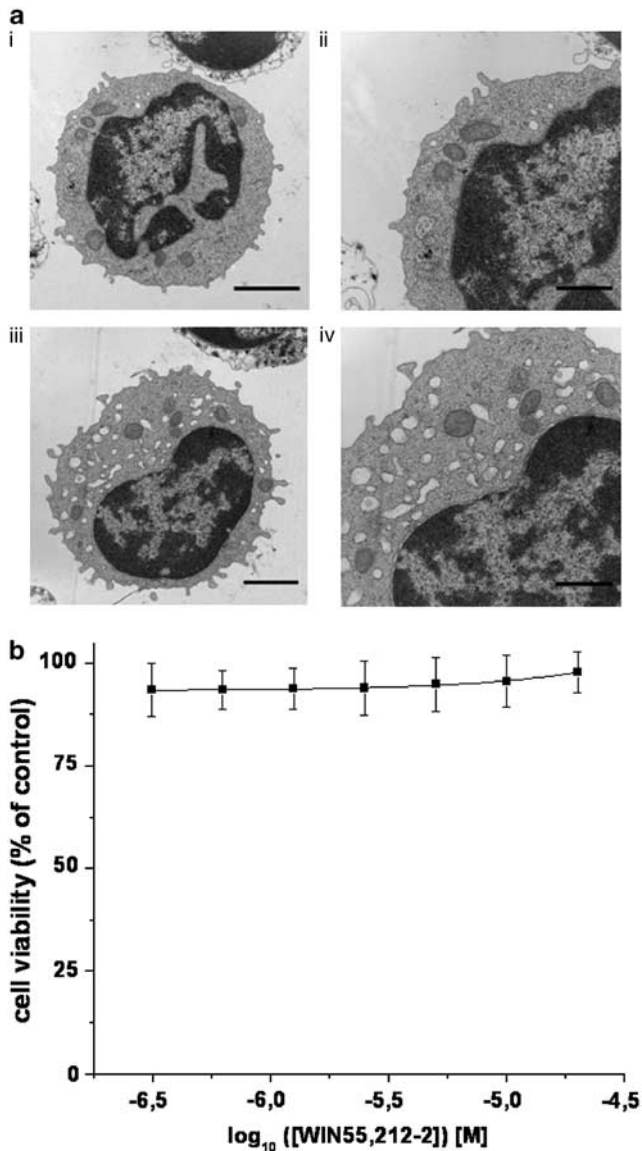 a
i
ii
iii
iv
b
100
75
50
25
0
cell viability (% of control)
-6,5 -6,0 -5,5 -5,0 -4,5
log₁₀ ([WIN55,212-2]) [M]